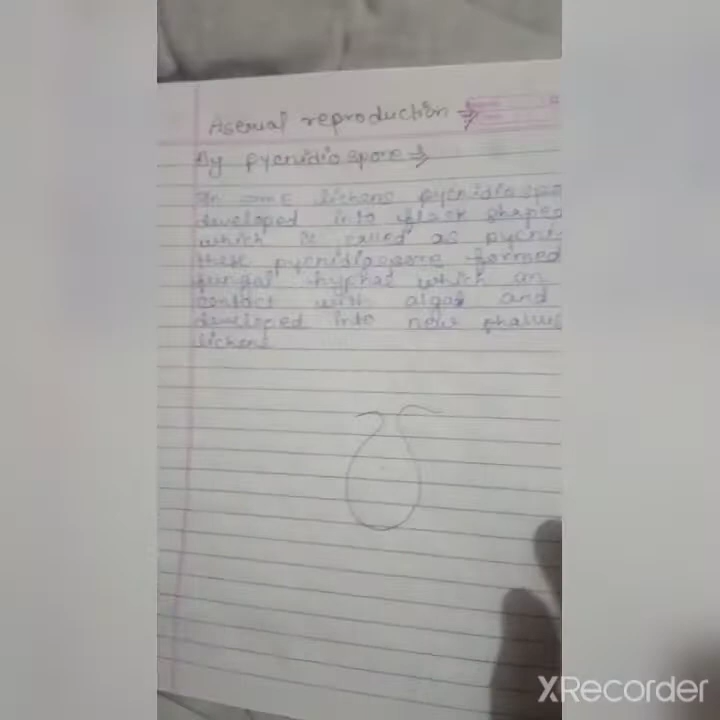 Asexual reproduction →
By pycnidiospore →
In some lichens pycnidiospo
developed into flask shaped
which is called as pycni
these pycnidiospore formed
fungal hyphae which on
contact with algae and
developed into new phallus
lichens
XRecorder